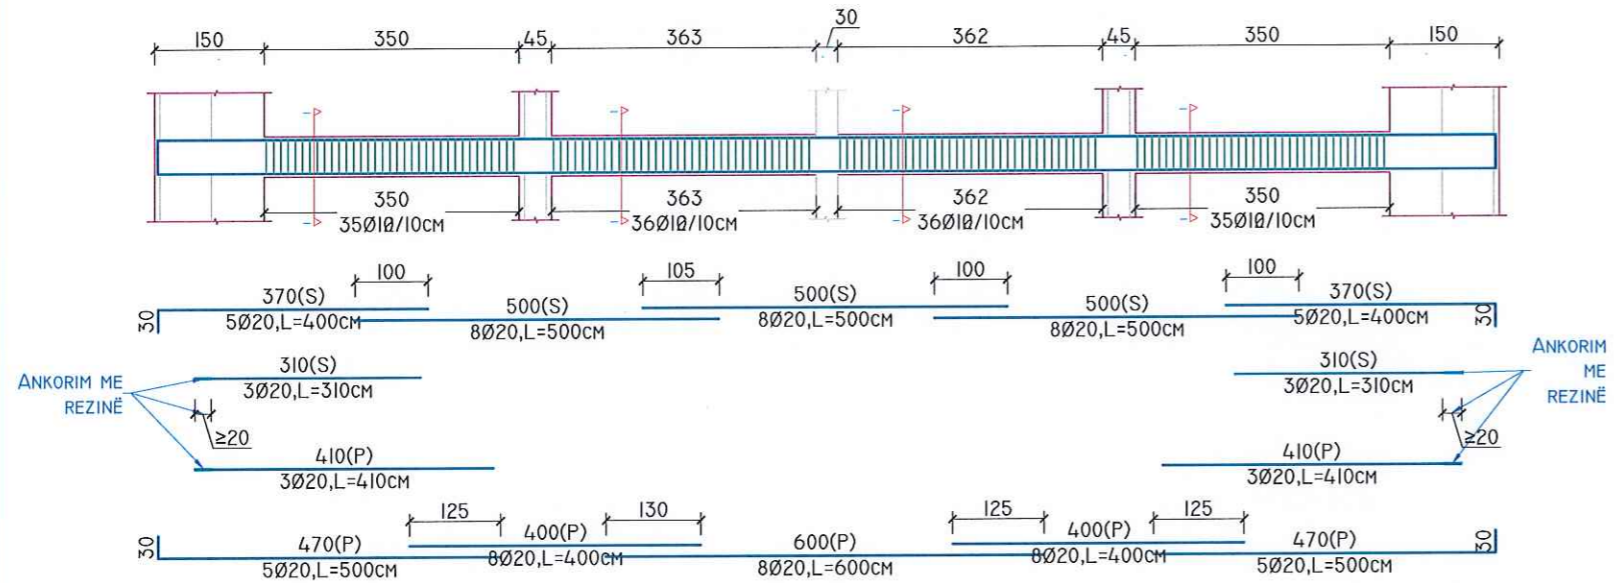 30
150 350 45 363 362 45 350 150
350 363 362 350
35Ø10/10CM 36Ø10/10CM 36Ø10/10CM 35Ø10/10CM
100 105 100 100
370(S) 500(S) 500(S) 500(S) 370(S)
30 5Ø20,L=400CM 8Ø20,L=500CM 8Ø20,L=500CM 8Ø20,L=500CM 5Ø20,L=400CM 30
310(S) 310(S)
3Ø20,L=310CM 3Ø20,L=310CM
ANKORIM ME
REZINË
ANKORIM
ME
REZINË
≥20 ≥20
410(P) 410(P)
3Ø20,L=410CM 3Ø20,L=410CM
125 130 125 125
30 470(P) 400(P) 600(P) 400(P) 470(P) 30
5Ø20,L=500CM 8Ø20,L=400CM 8Ø20,L=600CM 8Ø20,L=400CM 5Ø20,L=500CM